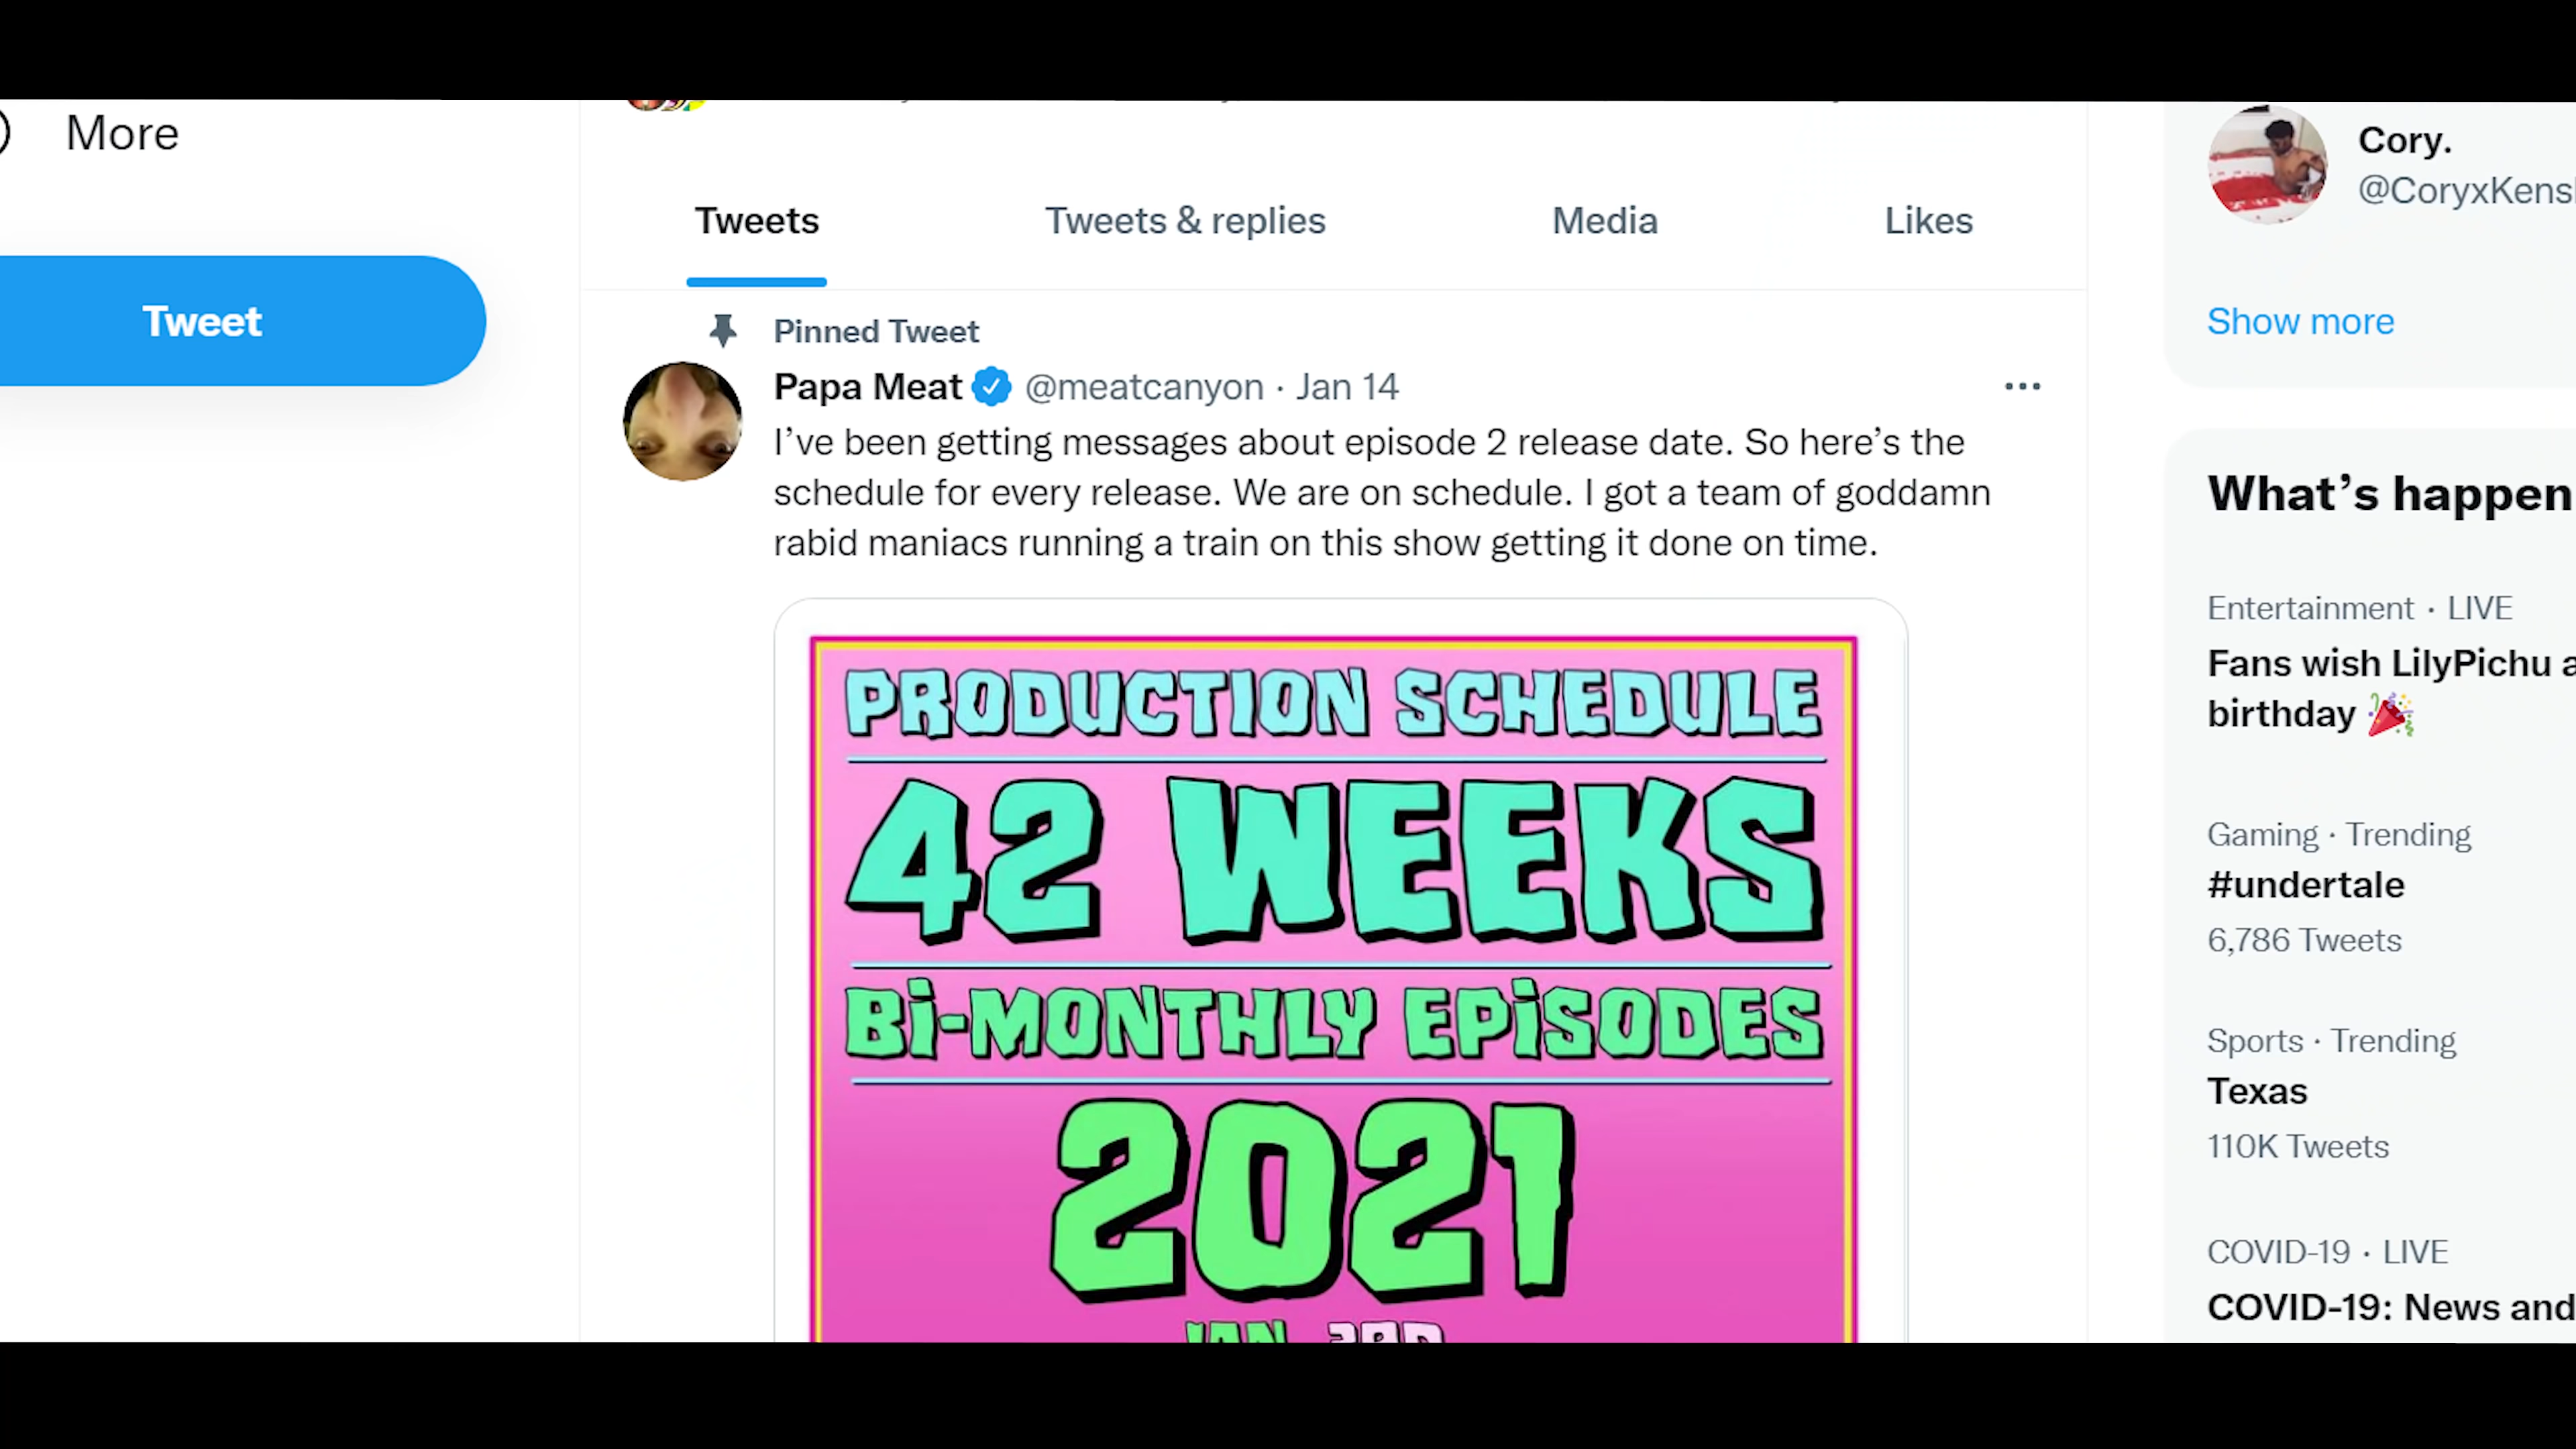 More
Tweet
Tweets
Tweets & replies
Media
Likes
Pinned Tweet
Papa Meat @meatcanyon · Jan 14
I’ve been getting messages about episode 2 release date. So here’s the
schedule for every release. We are on schedule. I got a team of goddamn
rabid maniacs running a train on this show getting it done on time.
PRODUCTION SCHEDULE
42 WEEKS
Bi-MONTHLY EPiSODES
2021
Cory.
@CoryxKens
Show more
What’s happen
Entertainment · LIVE
Fans wish LilyPichu a
birthday 🎉
Gaming · Trending
#undertale
6,786 Tweets
Sports · Trending
Texas
110K Tweets
COVID-19 · LIVE
COVID-19: News and